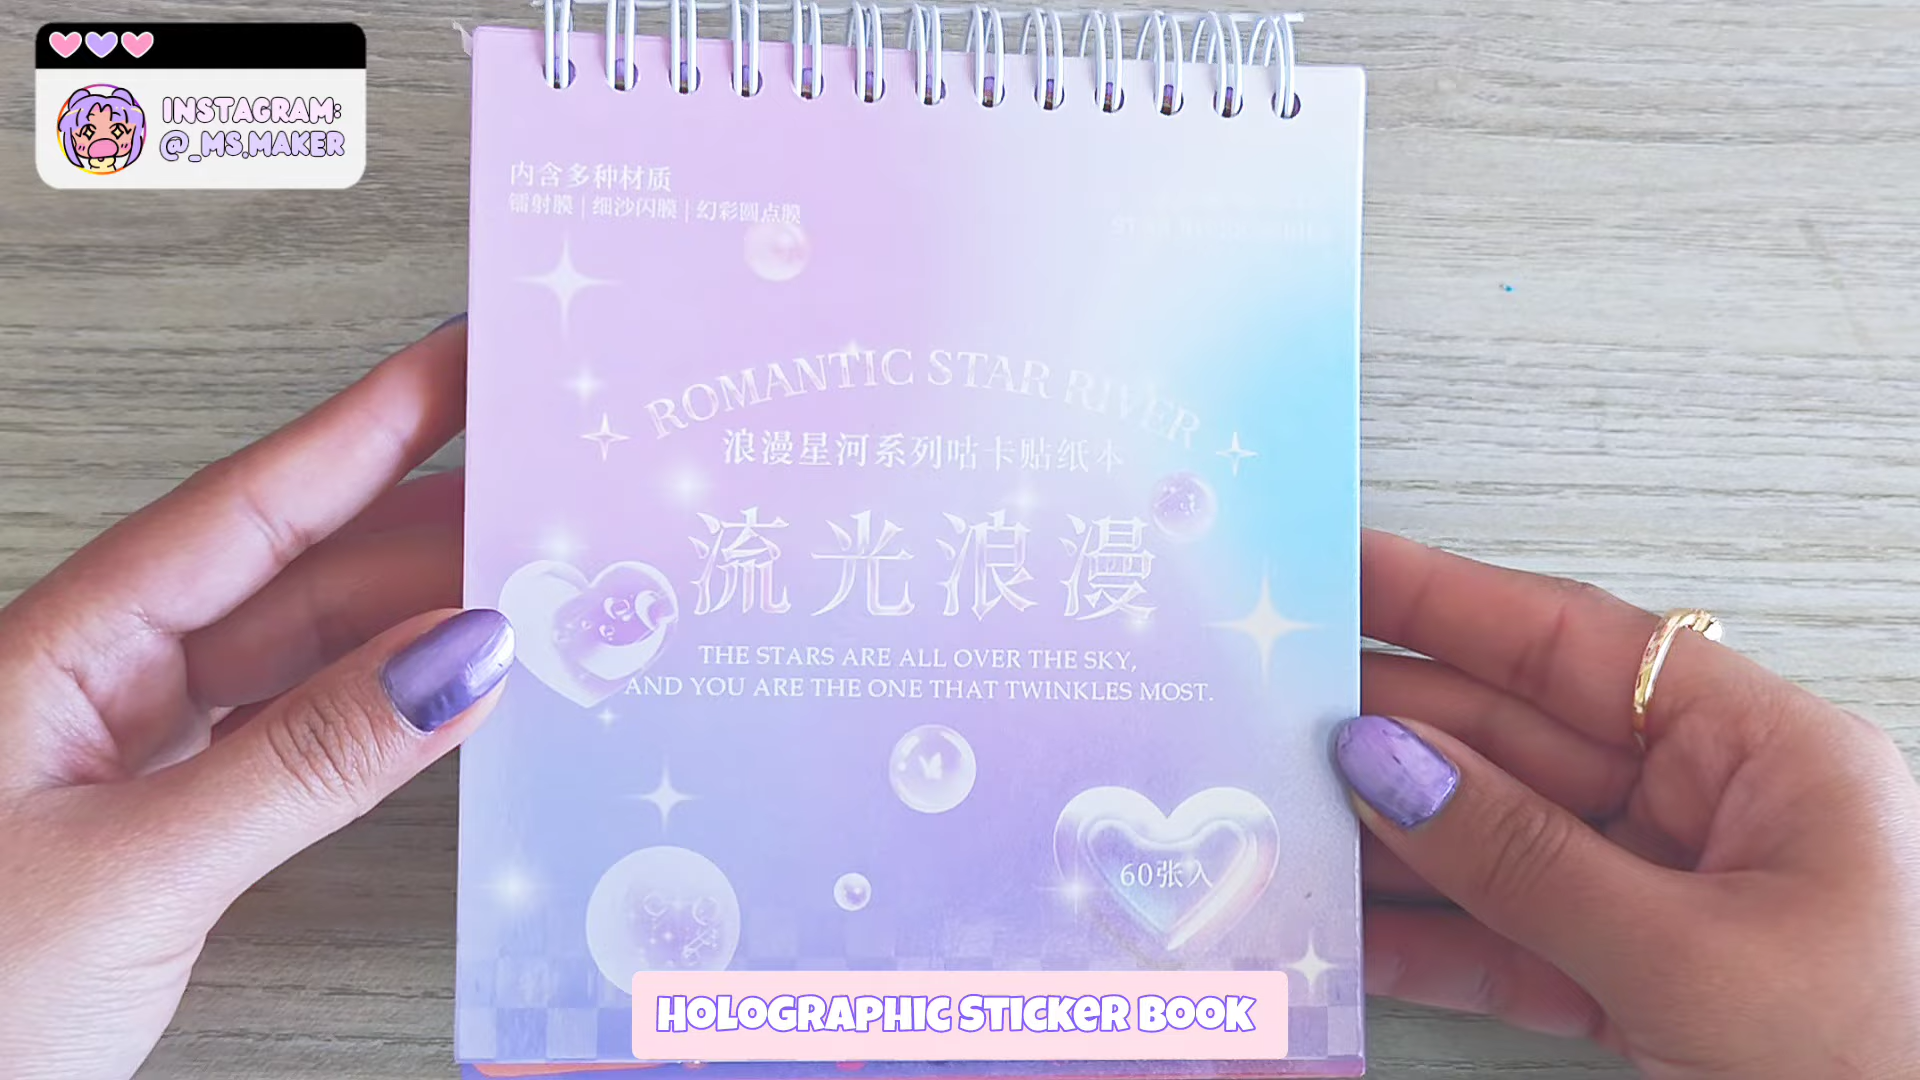 INSTAGRAM:
@_MS.MAKER
内含多种材质
镭射膜 | 细沙闪膜 | 幻彩圆点膜
ROMANTIC STAR RIVER
浪漫星河系列咕卡贴纸本
流光浪漫
THE STARS ARE ALL OVER THE SKY,
AND YOU ARE THE ONE THAT TWINKLES MOST.
60张入
HOLOGRAPHIC STICKER BOOK